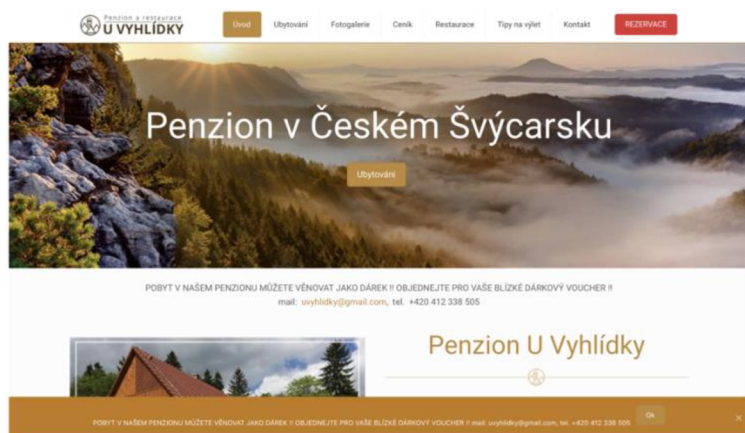 Penzion a restaurace
U VYHLÍDKY
Úvod Ubytování Fotogalerie Ceník Restaurace Tipy na výlet Kontakt REZERVACE
Penzion v Českém Švýcarsku
Ubytování
POBYT V NAŠEM PENZIONU MŮŽETE VĚNOVAT JAKO DÁREK !! OBJEDNEJTE PRO VAŠE BLÍZKÉ DÁRKOVÝ VOUCHER !!
mail: uvyhlidky@gmail.com, tel. +420 412 338 505
Penzion U Vyhlídky
POBYT V NAŠEM PENZIONU MŮŽETE VĚNOVAT JAKO DÁREK !! OBJEDNEJTE PRO VAŠE BLÍZKÉ DÁRKOVÝ VOUCHER !! mail: uvyhlidky@gmail.com, tel. +420 412 338 505 Ok ×